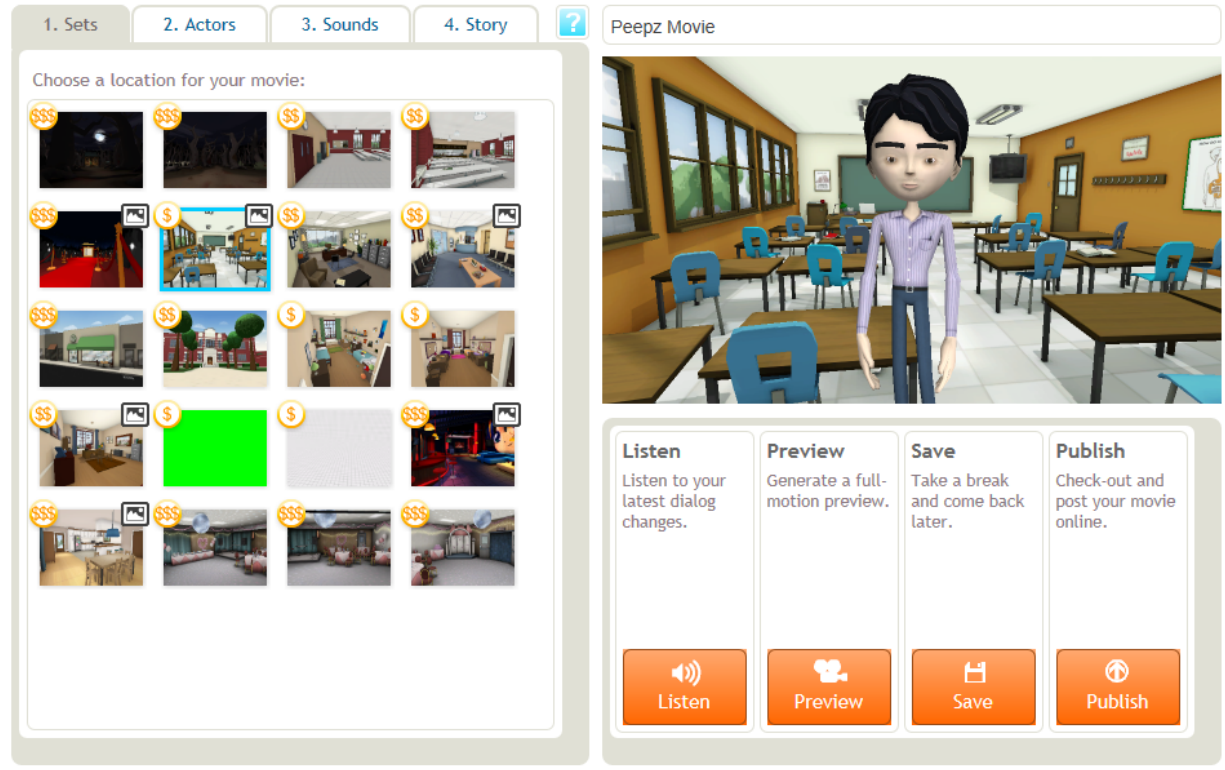 1. Sets
2. Actors
3. Sounds
4. Story
?
Peepz Movie
Choose a location for your movie:
$$$
$$$
$$
$$
$$$
$
$$
$$
$$$
$$
$
$
$$
$
$
$$$
$$
$$$
$$$
$$$
Listen
Listen to your
latest dialog
changes.
Listen
Preview
Generate a full-
motion preview.
Preview
Save
Take a break
and come back
later.
Save
Publish
Check-out and
post your movie
online.
Publish